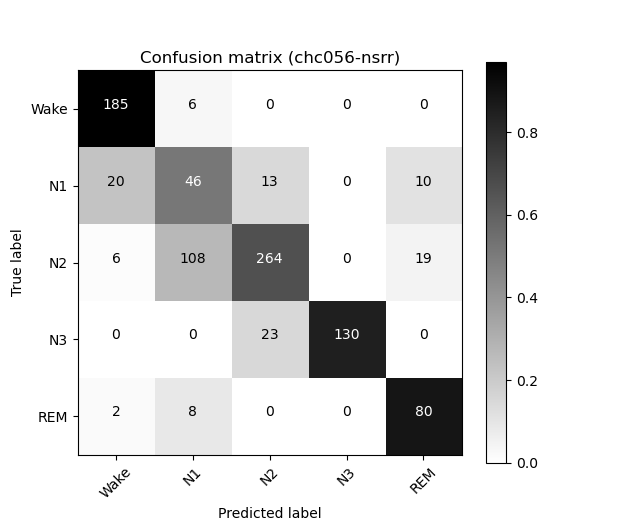 Confusion matrix (chc056-nsrr)
Wake 185 6 0 0 0
N1 20 46 13 0 10
N2 6 108 264 0 19
N3 0 0 23 130 0
REM 2 8 0 0 80
Wake N1 N2 N3 REM
Predicted label
True label
0.8
0.6
0.4
0.2
0.0